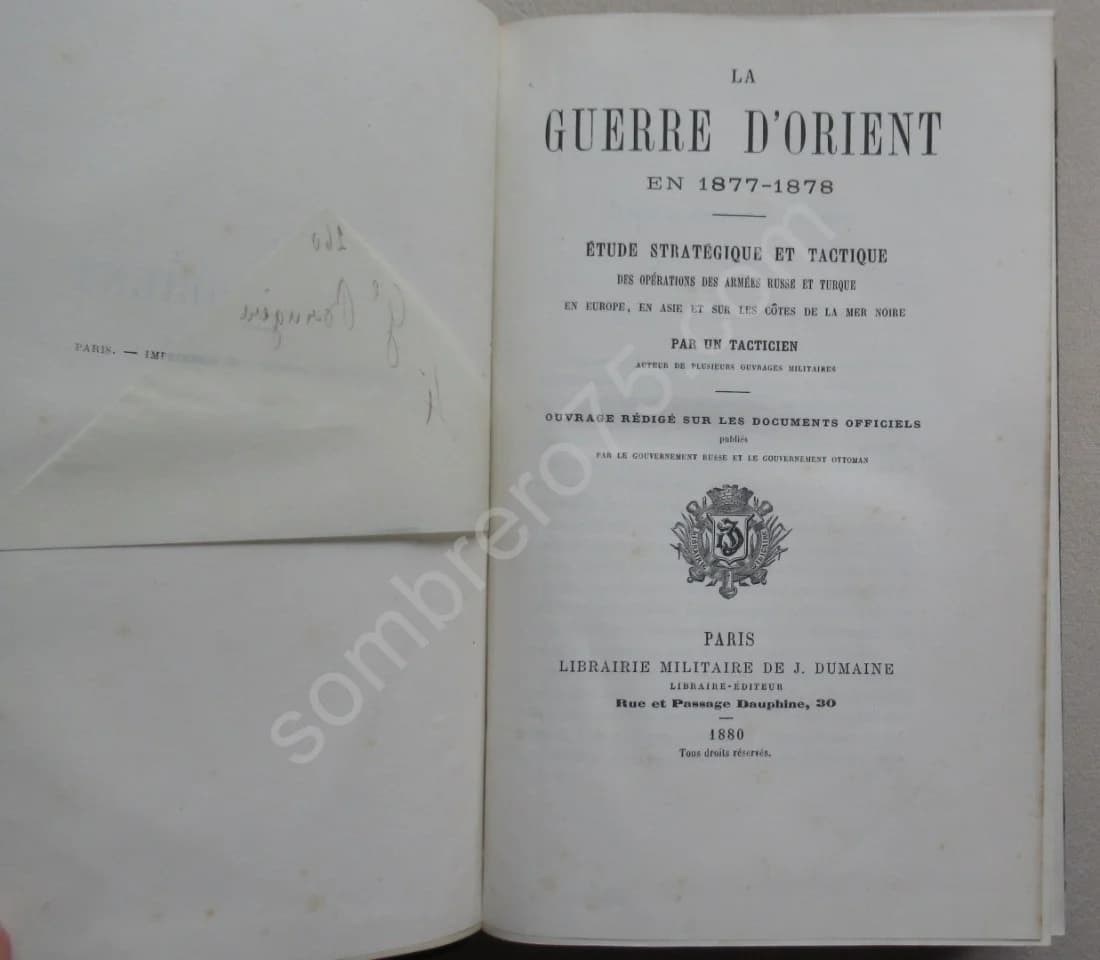 PARIS. — IMP
LA
GUERRE D'ORIENT
EN 1877-1878
ÉTUDE STRATÉGIQUE ET TACTIQUE
DES OPÉRATIONS DES ARMÉES RUSSE ET TURQUE
EN EUROPE, EN ASIE ET SUR LES CÔTES DE LA MER NOIRE
PAR UN TACTICIEN
AUTEUR DE PLUSIEURS OUVRAGES MILITAIRES
OUVRAGE RÉDIGÉ SUR LES DOCUMENTS OFFICIELS
publiés
PAR LE GOUVERNEMENT RUSSE ET LE GOUVERNEMENT OTTOMAN
PARIS
LIBRAIRIE MILITAIRE DE J. DUMAINE
LIBRAIRE-ÉDITEUR
Rue et Passage Dauphine, 30
1880
Tous droits réservés.
sombrero75.com